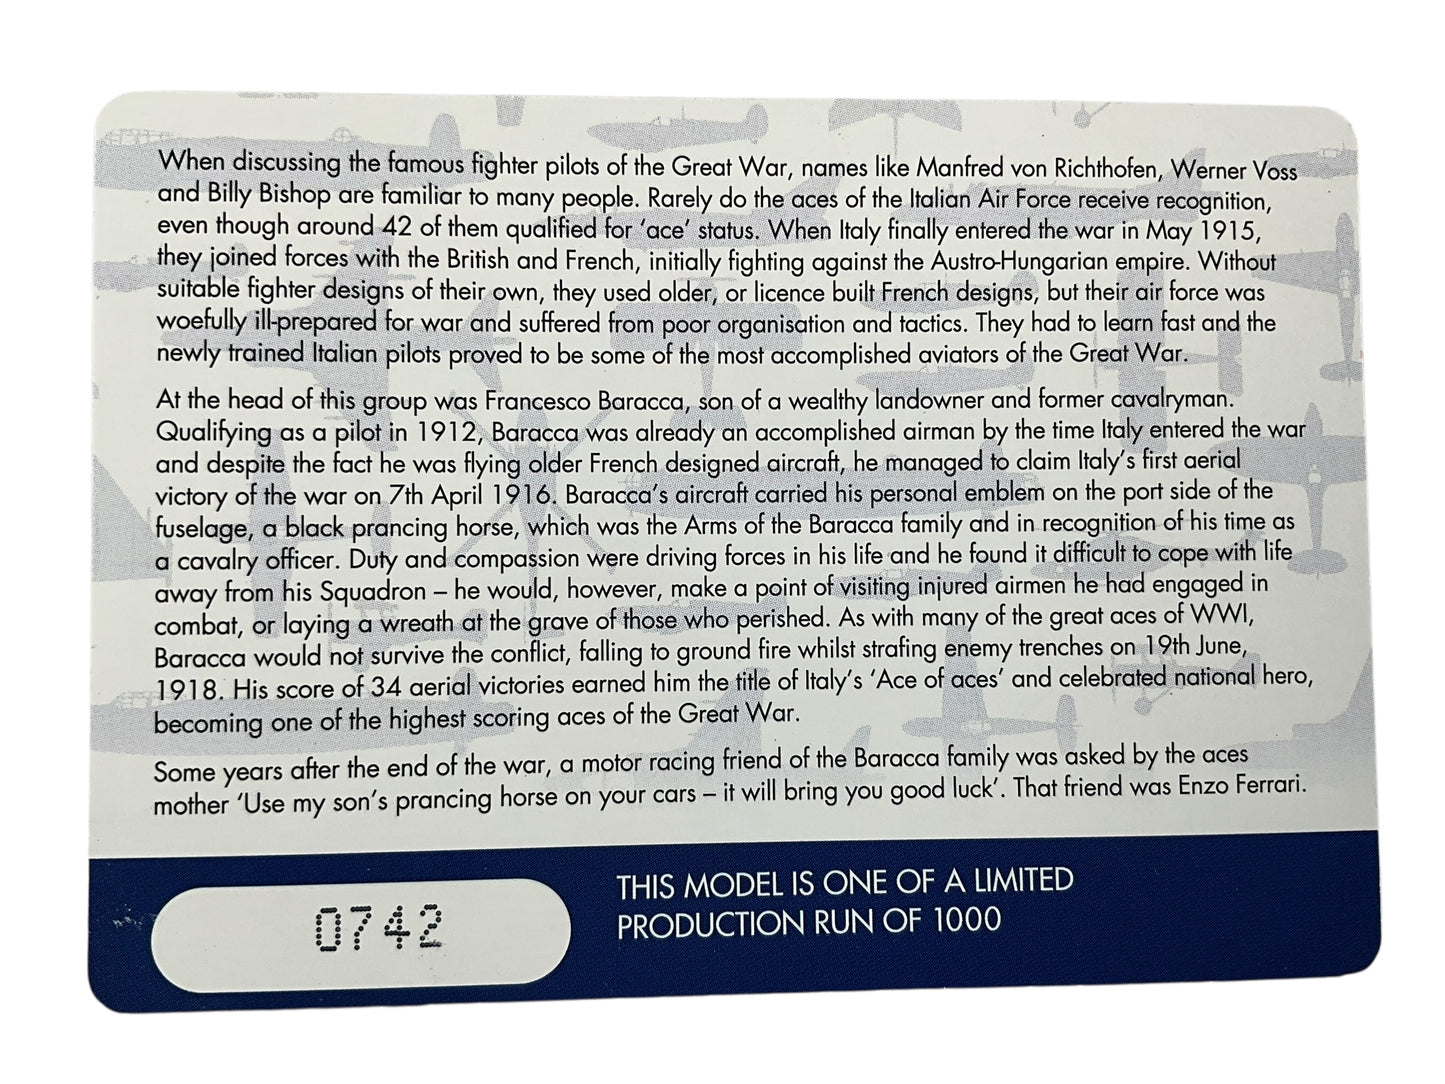 When discussing the famous fighter pilots of the Great War, names like Manfred von Richthofen, Werner Voss
and Billy Bishop are familiar to many people. Rarely do the aces of the Italian Air Force receive recognition,
even though around 42 of them qualified for ‘ace’ status. When Italy finally entered the war in May 1915,
they joined forces with the British and French, initially fighting against the Austro-Hungarian empire. Without
suitable fighter designs of their own, they used older, or licence built French designs, but their air force was
woefully ill-prepared for war and suffered from poor organisation and tactics. They had to learn fast and the
newly trained Italian pilots proved to be some of the most accomplished aviators of the Great War.
At the head of this group was Francesco Baracca, son of a wealthy landowner and former cavalryman.
Qualifying as a pilot in 1912, Baracca was already an accomplished airman by the time Italy entered the war
and despite the fact he was flying older French designed aircraft, he managed to claim Italy’s first aerial
victory of the war on 7th April 1916. Baracca’s aircraft carried his personal emblem on the port side of the
fuselage, a black prancing horse, which was the Arms of the Baracca family and in recognition of his time as
a cavalry officer. Duty and compassion were driving forces in his life and he found it difficult to cope with life
away from his Squadron – he would, however, make a point of visiting injured airmen he had engaged in
combat, or laying a wreath at the grave of those who perished. As with many of the great aces of WWI,
Baracca would not survive the conflict, falling to ground fire whilst strafing enemy trenches on 19th June,
1918. His score of 34 aerial victories earned him the title of Italy’s ‘Ace of aces’ and celebrated national hero,
becoming one of the highest scoring aces of the Great War.
Some years after the end of the war, a motor racing friend of the Baracca family was asked by the aces
mother ‘Use my son’s prancing horse on your cars – it will bring you good luck’. That friend was Enzo Ferrari.
THIS MODEL IS ONE OF A LIMITED
PRODUCTION RUN OF 1000
0742